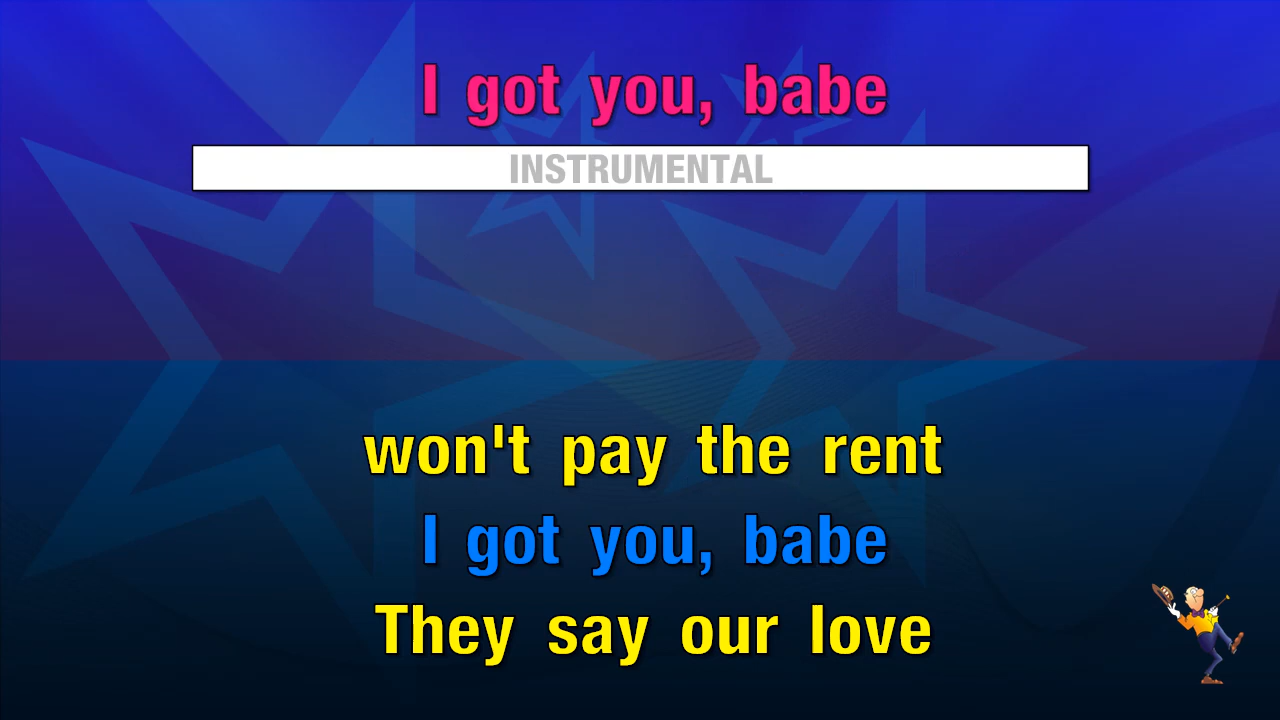 I got you, babe
INSTRUMENTAL
won't pay the rent
I got you, babe
They say our love